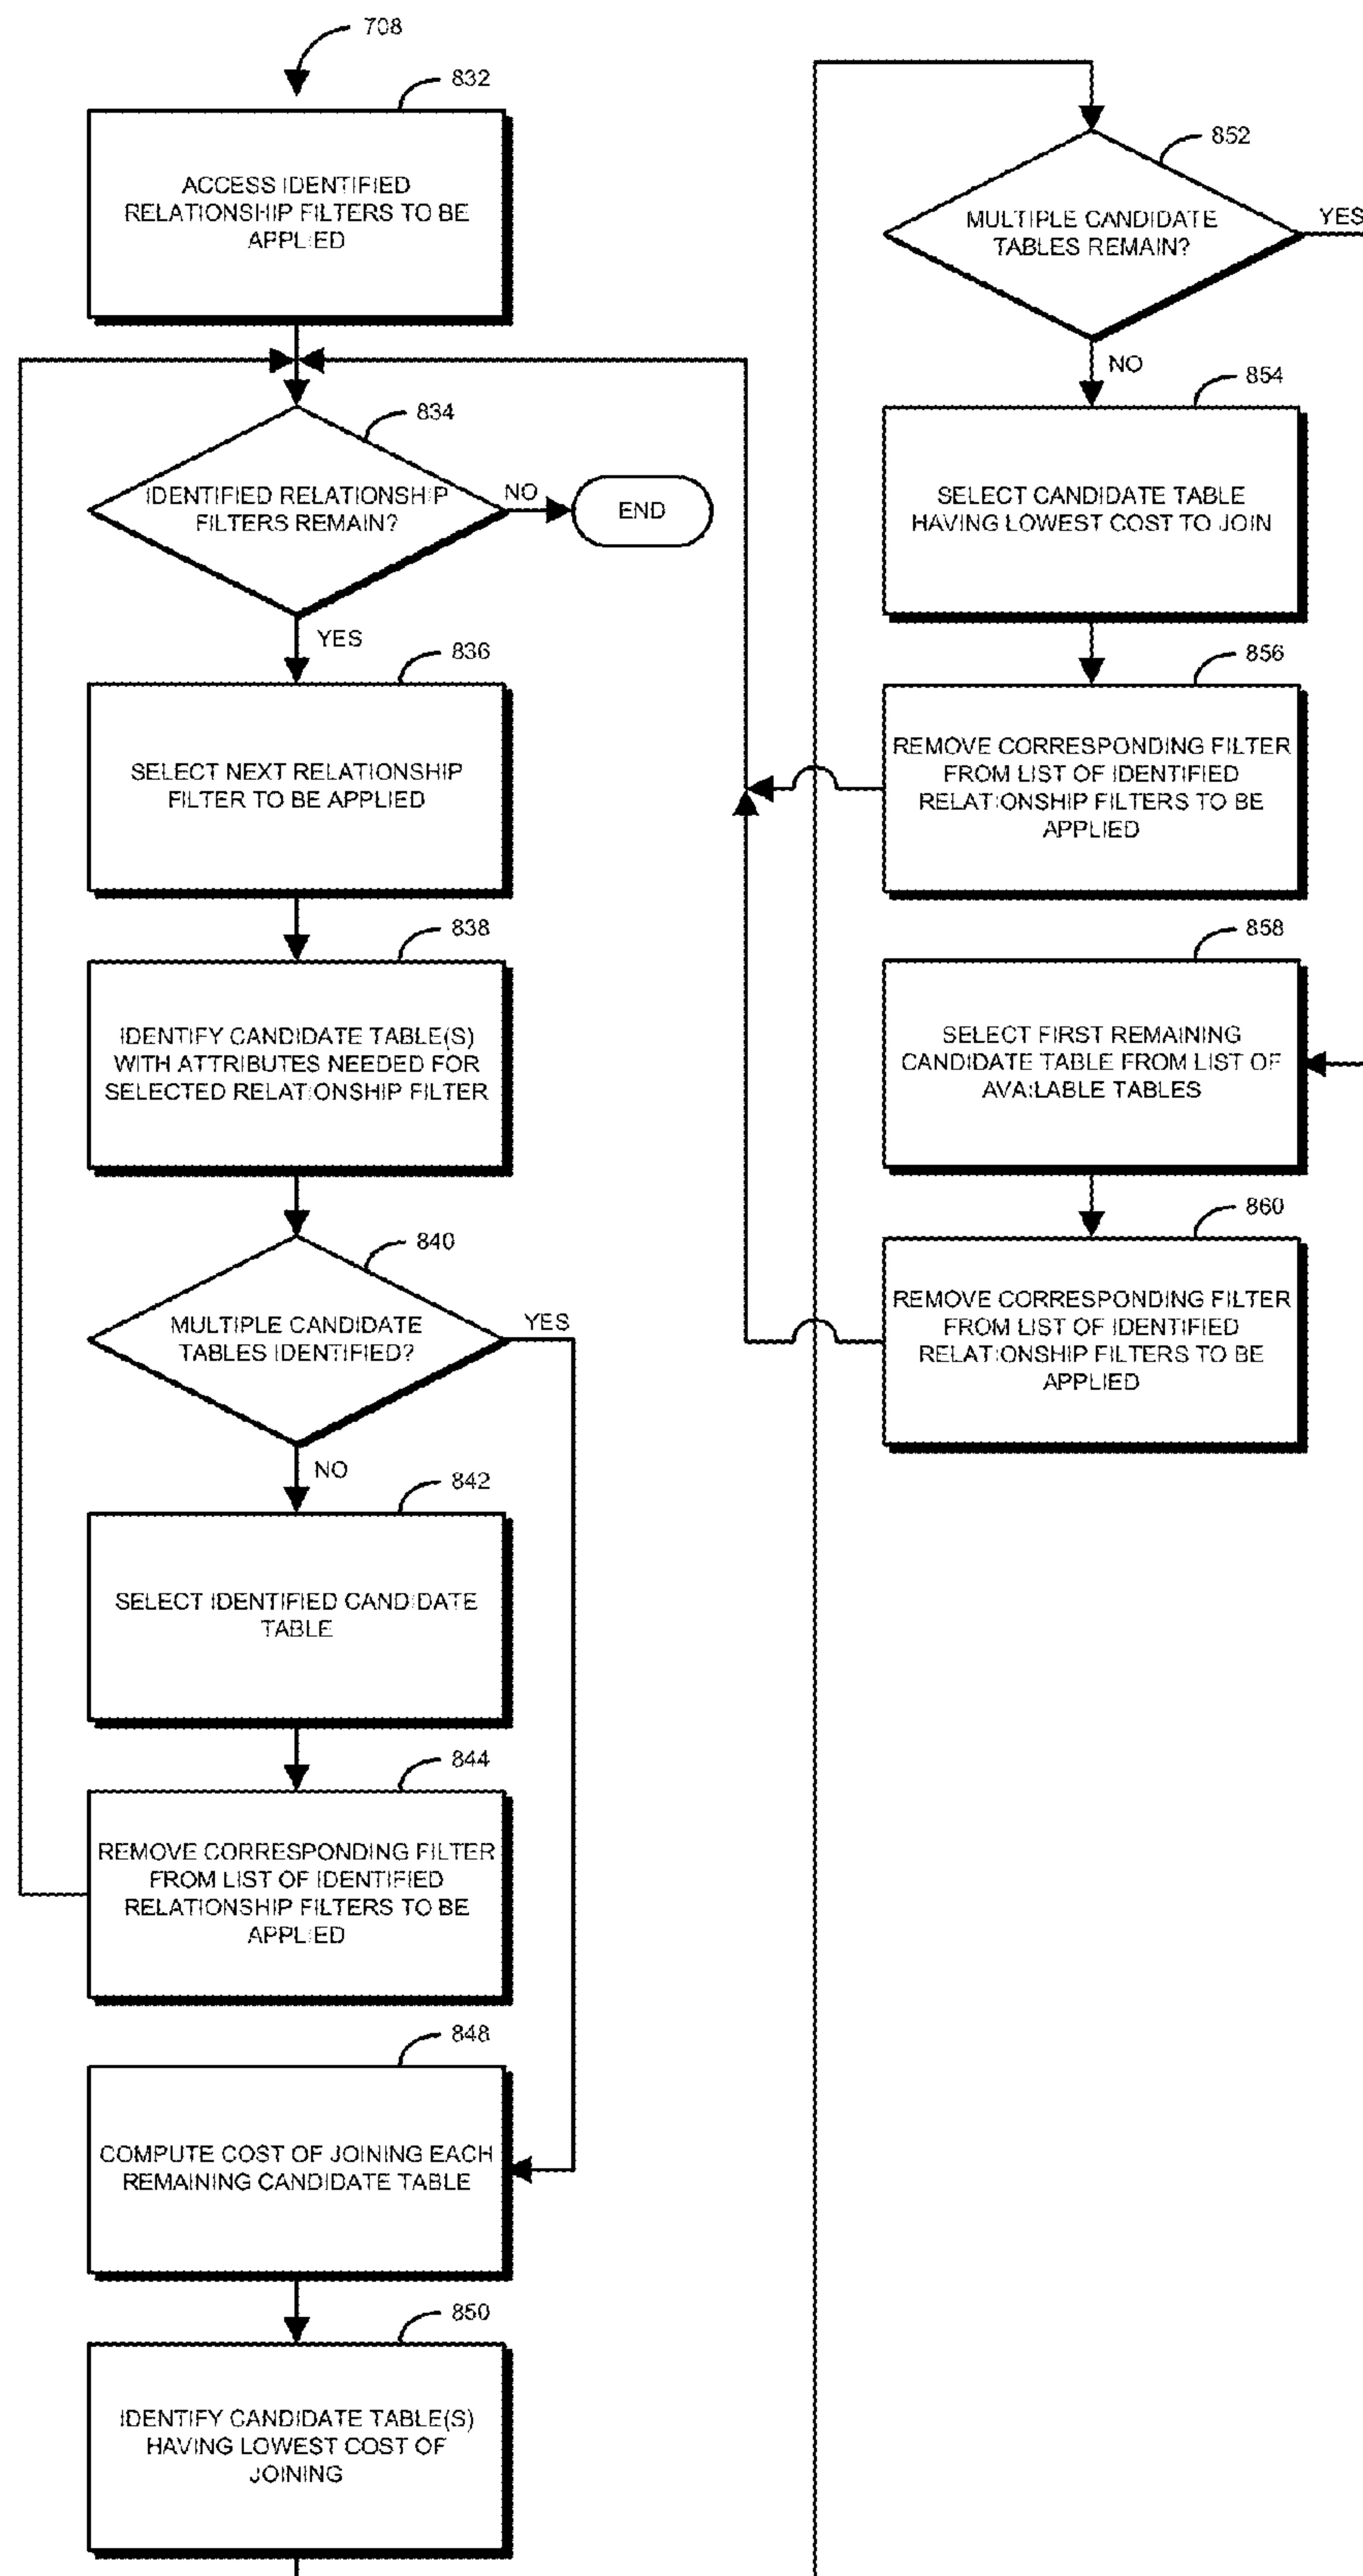 708
832
ACCESS IDENTIFIED
RELATIONSHIP FILTERS TO BE
APPLIED
834
IDENTIFIED RELATIONSHIP
FILTERS REMAIN?
NO
END
YES
836
SELECT NEXT RELATIONSHIP
FILTER TO BE APPLIED
838
IDENTIFY CANDIDATE TABLE(S)
WITH ATTRIBUTES NEEDED FOR
SELECTED RELATIONSHIP FILTER
840
MULTIPLE CANDIDATE
TABLES IDENTIFIED?
YES
NO
842
SELECT IDENTIFIED CANDIDATE
TABLE
844
REMOVE CORRESPONDING FILTER
FROM LIST OF IDENTIFIED
RELATIONSHIP FILTERS TO BE
APPLIED
848
COMPUTE COST OF JOINING EACH
REMAINING CANDIDATE TABLE
850
IDENTIFY CANDIDATE TABLE(S)
HAVING LOWEST COST OF
JOINING
852
MULTIPLE CANDIDATE
TABLES REMAIN?
YES
NO
854
SELECT CANDIDATE TABLE
HAVING LOWEST COST TO JOIN
856
REMOVE CORRESPONDING FILTER
FROM LIST OF IDENTIFIED
RELATIONSHIP FILTERS TO BE
APPLIED
858
SELECT FIRST REMAINING
CANDIDATE TABLE FROM LIST OF
AVAILABLE TABLES
860
REMOVE CORRESPONDING FILTER
FROM LIST OF IDENTIFIED
RELATIONSHIP FILTERS TO BE
APPLIED